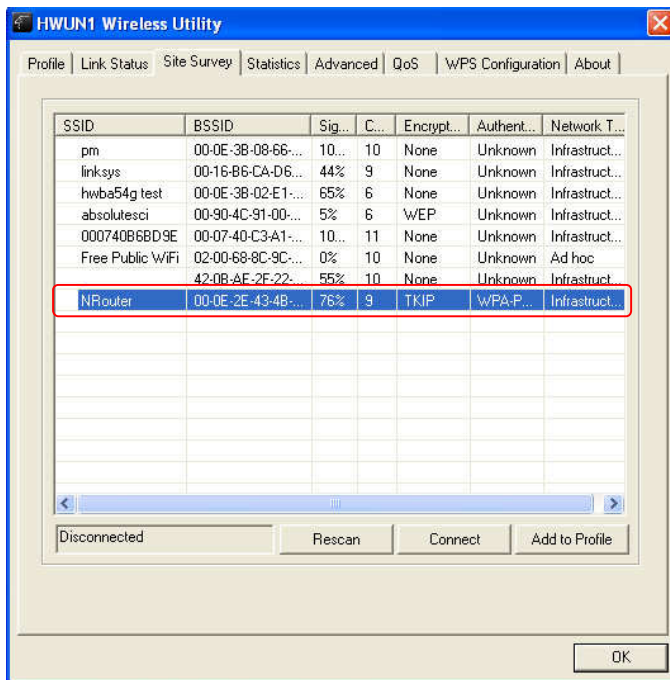 HWUN1 Wireless Utility
Profile Link Status Site Survey Statistics Advanced QoS WPS Configuration About
SSID BSSID Sig... C... Encrypt... Authent... Network T...
pm 00-0E-3B-08-66-... 10... 10 None Unknown Infrastruct...
linksys 00-16-B6-CA-D6... 44% 9 None Unknown Infrastruct...
hwba54g test 00-0E-3B-02-E1-... 65% 6 None Unknown Infrastruct...
absolutesci 00-90-4C-91-00-... 5% 6 WEP Unknown Infrastruct...
000740B6BD9E 00-07-40-C3-A1-... 10... 11 None Unknown Infrastruct...
Free Public WiFi 02-00-68-8C-9C-... 0% 10 None Unknown Ad hoc
42-0B-AE-2F-22-... 55% 10 None Unknown Infrastruct...
NRouter 00-0E-2E-43-4B-... 76% 9 TKIP WPA-P... Infrastruct...
Disconnected Rescan Connect Add to Profile
OK